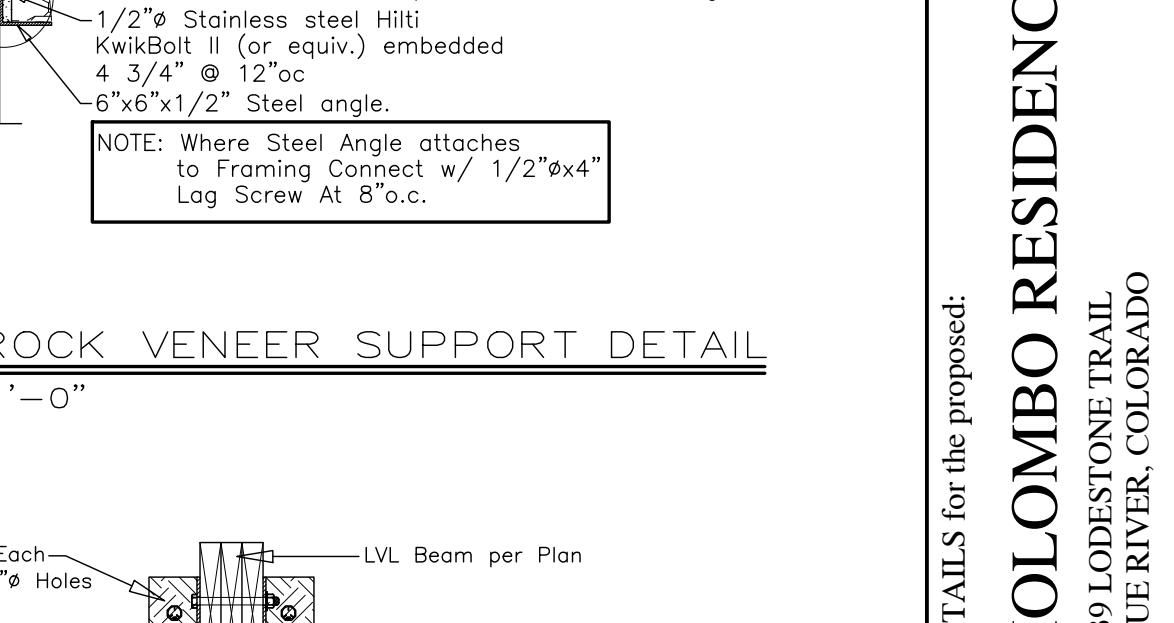 1/2"ø Stainless steel Hilti
KwikBolt II (or equiv.) embedded
4 3/4" @ 12"oc
6"x6"x1/2" Steel angle.
NOTE: Where Steel Angle attaches
to Framing Connect w/ 1/2"øx4"
Lag Screw At 8"o.c.
ROCK VENEER SUPPORT DETAIL
'-0"
Each
"ø Holes
LVL Beam per Plan
TAILS for the proposed:
OLOMBO RESIDENC
39 LODESTONE TRAIL
UE RIVER, COLORADO